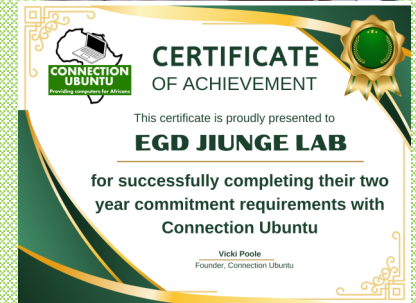 CONNECTION
UBUNTU
Providing computers for Africans
CERTIFICATE
OF ACHIEVEMENT
This certificate is proudly presented to
EGD JIUNGE LAB
for successfully completing their two
year commitment requirements with
Connection Ubuntu
Vicki Poole
Founder, Connection Ubuntu